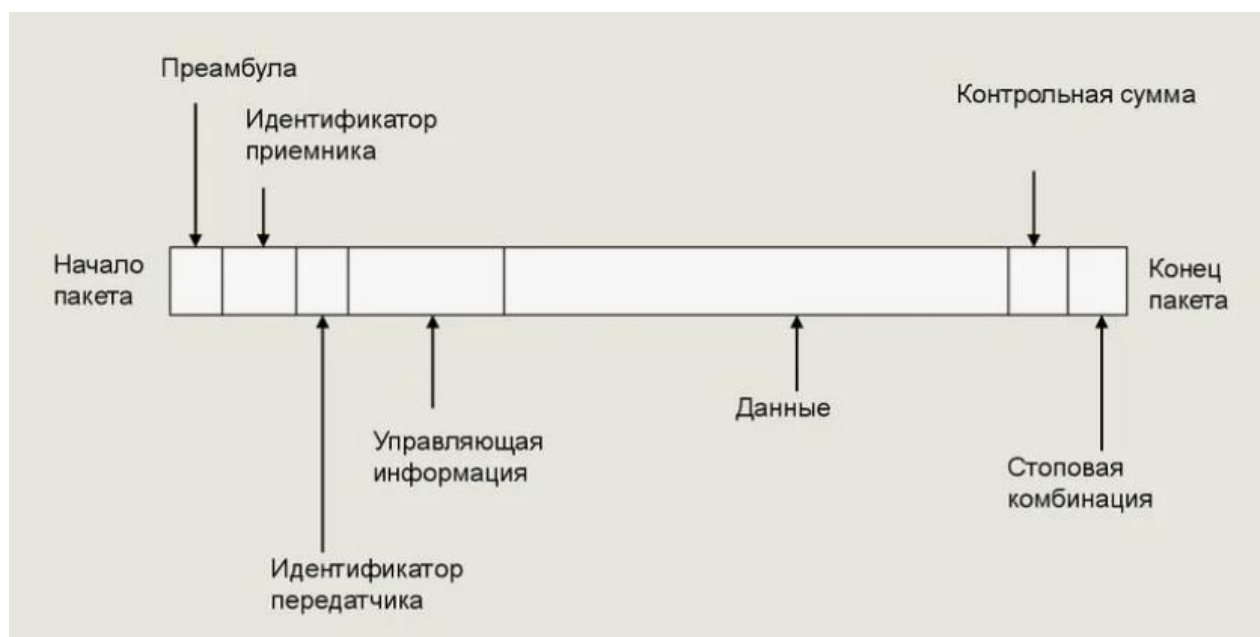 Преамбула
Контрольная сумма
Идентификатор
приемника
Начало
пакета
Конец
пакета
Данные
Управляющая
информация
Стоповая
комбинация
Идентификатор
передатчика